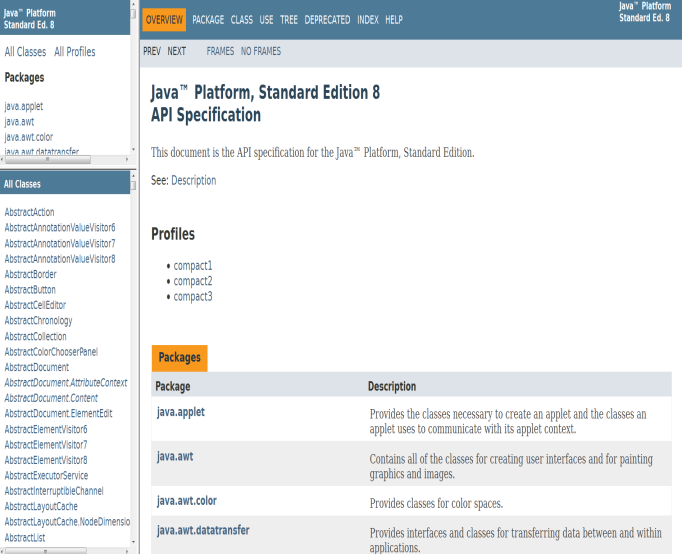 Java™ Platform
Standard Ed. 8
All Classes All Profiles
Packages
java.applet
java.awt
java.awt.color
java.awt.datatransfer
All Classes
AbstractAction
AbstractAnnotationValueVisitor6
AbstractAnnotationValueVisitor7
AbstractAnnotationValueVisitor8
AbstractBorder
AbstractButton
AbstractCellEditor
AbstractChronology
AbstractCollection
AbstractColorChooserPanel
AbstractDocument
AbstractDocument.AttributeContext
AbstractDocument.Content
AbstractDocument.ElementEdit
AbstractElementVisitor6
AbstractElementVisitor7
AbstractElementVisitor8
AbstractExecutorService
AbstractInterruptibleChannel
AbstractLayoutCache
AbstractLayoutCache.NodeDimensio
AbstractList
OVERVIEW PACKAGE CLASS USE TREE DEPRECATED INDEX HELP
Java™ Platform
Standard Ed. 8
PREV NEXT FRAMES NO FRAMES
Java™ Platform, Standard Edition 8
API Specification
This document is the API specification for the Java™ Platform, Standard Edition.
See: Description
Profiles
• compact1
• compact2
• compact3
Packages
Package Description
java.applet Provides the classes necessary to create an applet and the classes an
applet uses to communicate with its applet context.
java.awt Contains all of the classes for creating user interfaces and for painting
graphics and images.
java.awt.color Provides classes for color spaces.
java.awt.datatransfer Provides interfaces and classes for transferring data between and within
applications.